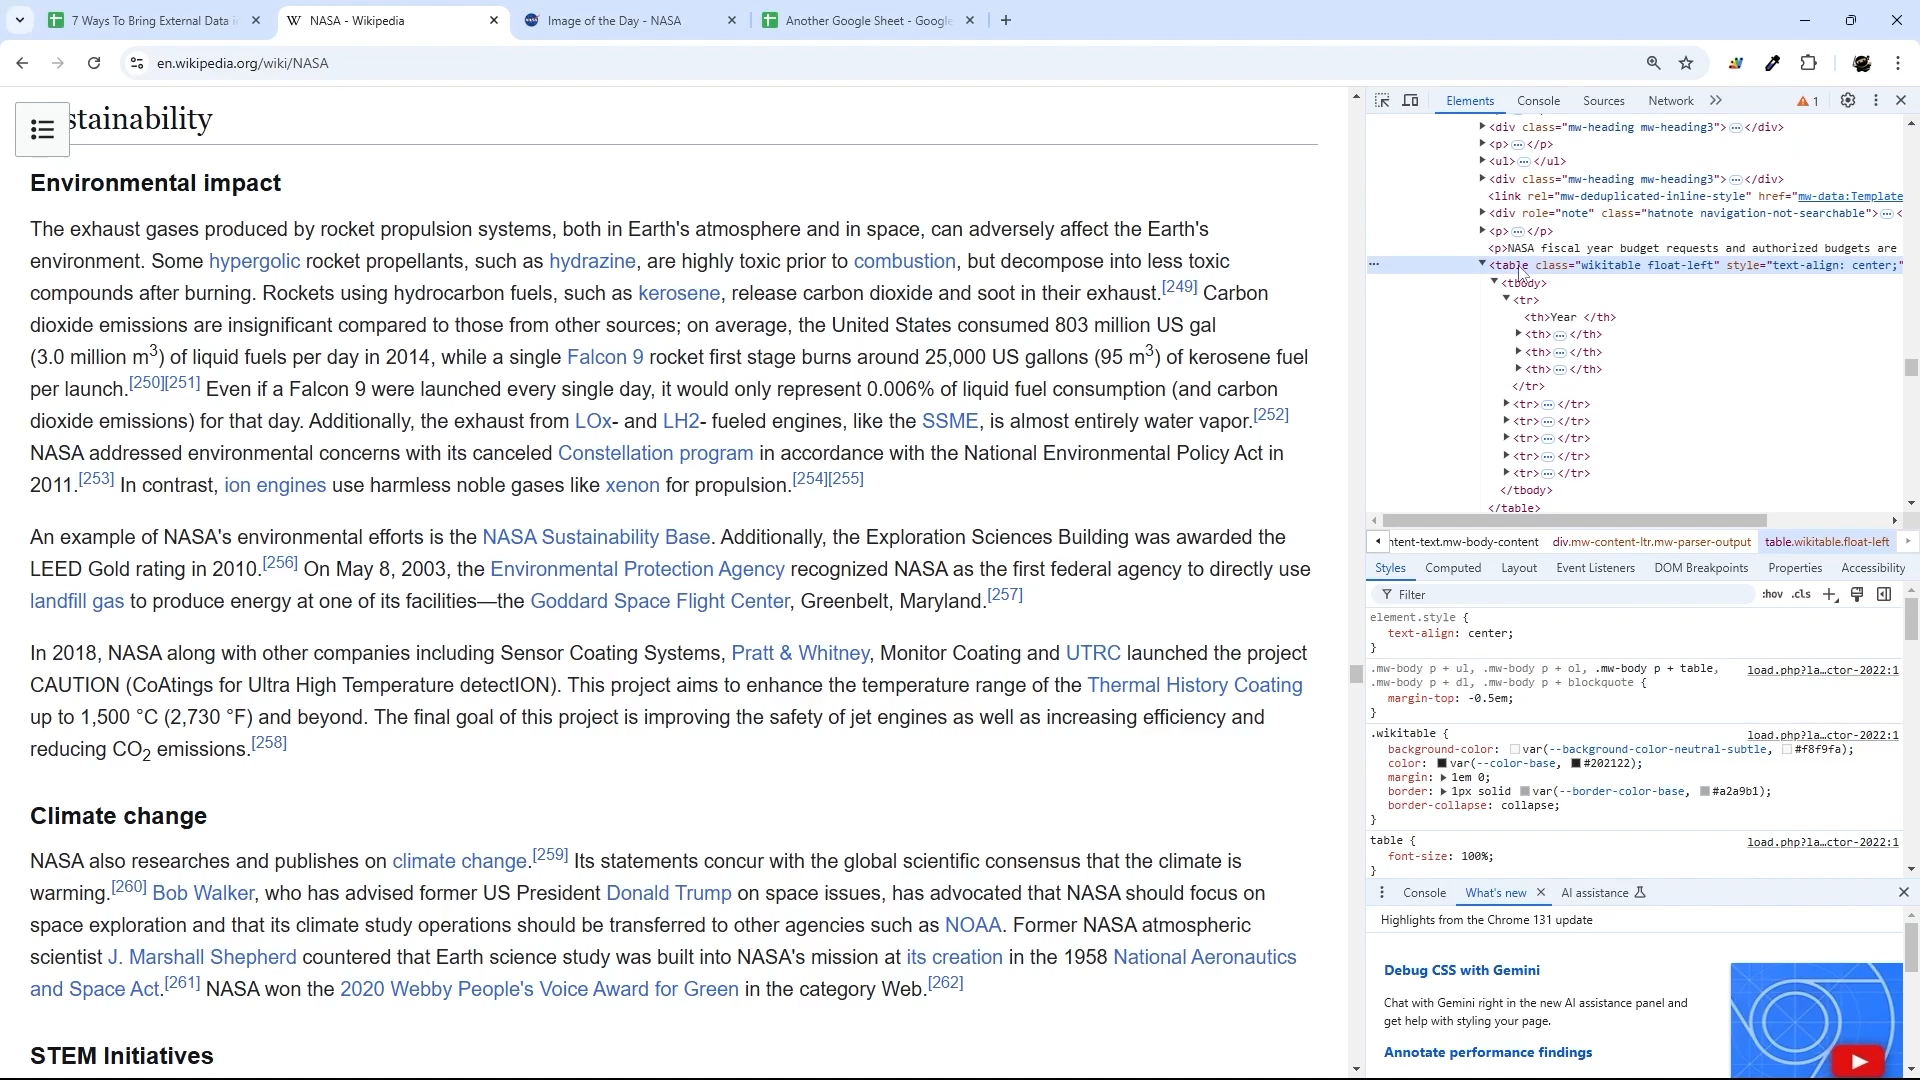 7 Ways To Bring External Data i
NASA - Wikipedia
Image of the Day - NASA
Another Google Sheet - Google
en.wikipedia.org/wiki/NASA
stainability
Environmental impact
The exhaust gases produced by rocket propulsion systems, both in Earth's atmosphere and in space, can adversely affect the Earth's
environment. Some hypergolic rocket propellants, such as hydrazine, are highly toxic prior to combustion, but decompose into less toxic
compounds after burning. Rockets using hydrocarbon fuels, such as kerosene, release carbon dioxide and soot in their exhaust.[249] Carbon
dioxide emissions are insignificant compared to those from other sources; on average, the United States consumed 803 million US gal
(3.0 million m3) of liquid fuels per day in 2014, while a single Falcon 9 rocket first stage burns around 25,000 US gallons (95 m3) of kerosene fuel
per launch.[250][251] Even if a Falcon 9 were launched every single day, it would only represent 0.006% of liquid fuel consumption (and carbon
dioxide emissions) for that day. Additionally, the exhaust from LOx- and LH2- fueled engines, like the SSME, is almost entirely water vapor.[252]
NASA addressed environmental concerns with its canceled Constellation program in accordance with the National Environmental Policy Act in
2011.[253] In contrast, ion engines use harmless noble gases like xenon for propulsion.[254][255]
An example of NASA's environmental efforts is the NASA Sustainability Base. Additionally, the Exploration Sciences Building was awarded the
LEED Gold rating in 2010.[256] On May 8, 2003, the Environmental Protection Agency recognized NASA as the first federal agency to directly use
landfill gas to produce energy at one of its facilities—the Goddard Space Flight Center, Greenbelt, Maryland.[257]
In 2018, NASA along with other companies including Sensor Coating Systems, Pratt & Whitney, Monitor Coating and UTRC launched the project
CAUTION (CoAtings for Ultra High Temperature detectION). This project aims to enhance the temperature range of the Thermal History Coating
up to 1,500 °C (2,730 °F) and beyond. The final goal of this project is improving the safety of jet engines as well as increasing efficiency and
reducing CO2 emissions.[258]
Climate change
NASA also researches and publishes on climate change.[259] Its statements concur with the global scientific consensus that the climate is
warming.[260] Bob Walker, who has advised former US President Donald Trump on space issues, has advocated that NASA should focus on
space exploration and that its climate study operations should be transferred to other agencies such as NOAA. Former NASA atmospheric
scientist J. Marshall Shepherd countered that Earth science study was built into NASA's mission at its creation in the 1958 National Aeronautics
and Space Act.[261] NASA won the 2020 Webby People's Voice Award for Green in the category Web.[262]
STEM Initiatives
Elements Console Sources Network 1
<div class="mw-heading mw-heading3">…</div>
<p>…</p>
<ul>…</ul>
<div class="mw-heading mw-heading3">…</div>
<link rel="mw-deduplicated-inline-style" href="mw-data:Template
<div role="note" class="hatnote navigation-not-searchable">…<
<p>…</p>
<p>NASA fiscal year budget requests and authorized budgets are
<table class="wikitable float-left" style="text-align: center;"
<tbody>
<tr>
<th>Year </th>
<th>…</th>
<th>…</th>
<th>…</th>
</tr>
<tr>…</tr>
<tr>…</tr>
<tr>…</tr>
<tr>…</tr>
<tr>…</tr>
</tbody>
</table>
ntent-text.mw-body-content div.mw-content-ltr.mw-parser-output table.wikitable.float-left
Styles Computed Layout Event Listeners DOM Breakpoints Properties Accessibility
Filter :hov .cls
element.style {
text-align: center;
}
.mw-body p + ul, .mw-body p + ol, .mw-body p + table, load.php?la…ctor-2022:1
.mw-body p + dl, .mw-body p + blockquote {
margin-top: -0.5em;
}
.wikitable { load.php?la…ctor-2022:1
background-color: var(--background-color-neutral-subtle, #f8f9fa);
color: var(--color-base, #202122);
margin: 1em 0;
border: 1px solid var(--border-color-base, #a2a9b1);
border-collapse: collapse;
}
table { load.php?la…ctor-2022:1
font-size: 100%;
}
Console What's new AI assistance
Highlights from the Chrome 131 update
Debug CSS with Gemini
Chat with Gemini right in the new AI assistance panel and
get help with styling your page.
Annotate performance findings